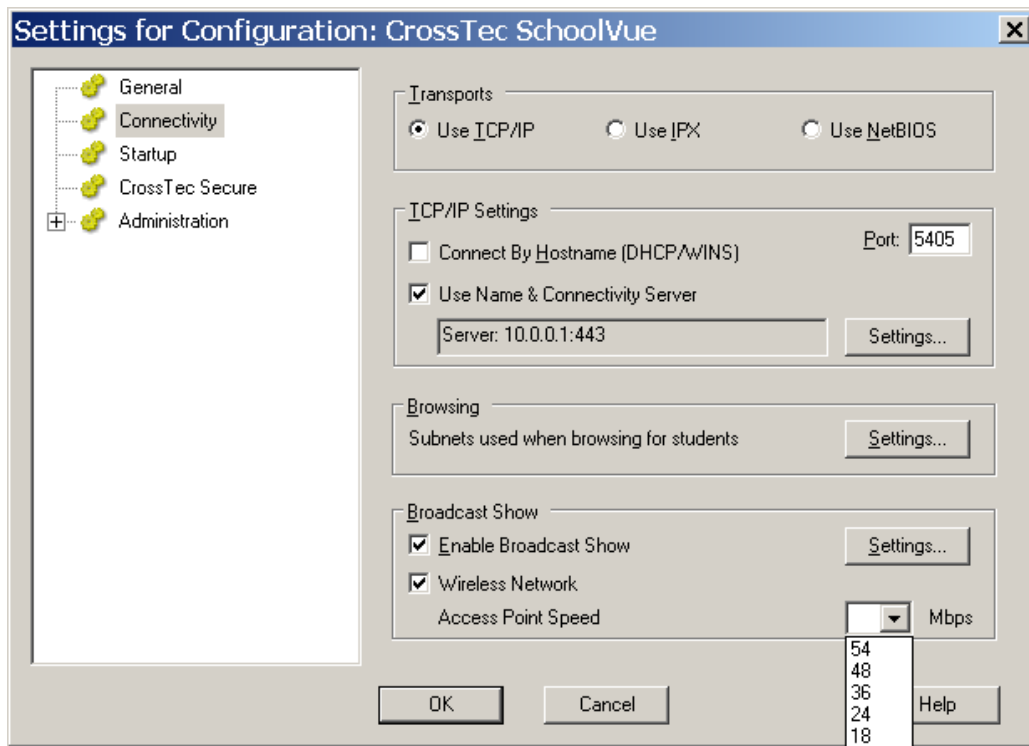 Settings for Configuration: CrossTec SchoolVue
General
Connectivity
Startup
CrossTec Secure
Administration
Transports
Use TCP/IP
Use IPX
Use NetBIOS
TCP/IP Settings
Connect By Hostname (DHCP/WINS)
Port: 5405
Use Name & Connectivity Server
Server: 10.0.0.1:443
Settings...
Browsing
Subnets used when browsing for students
Settings...
Broadcast Show
Enable Broadcast Show
Settings...
Wireless Network
Access Point Speed
Mbps
54
48
36
24
18
OK
Cancel
Help